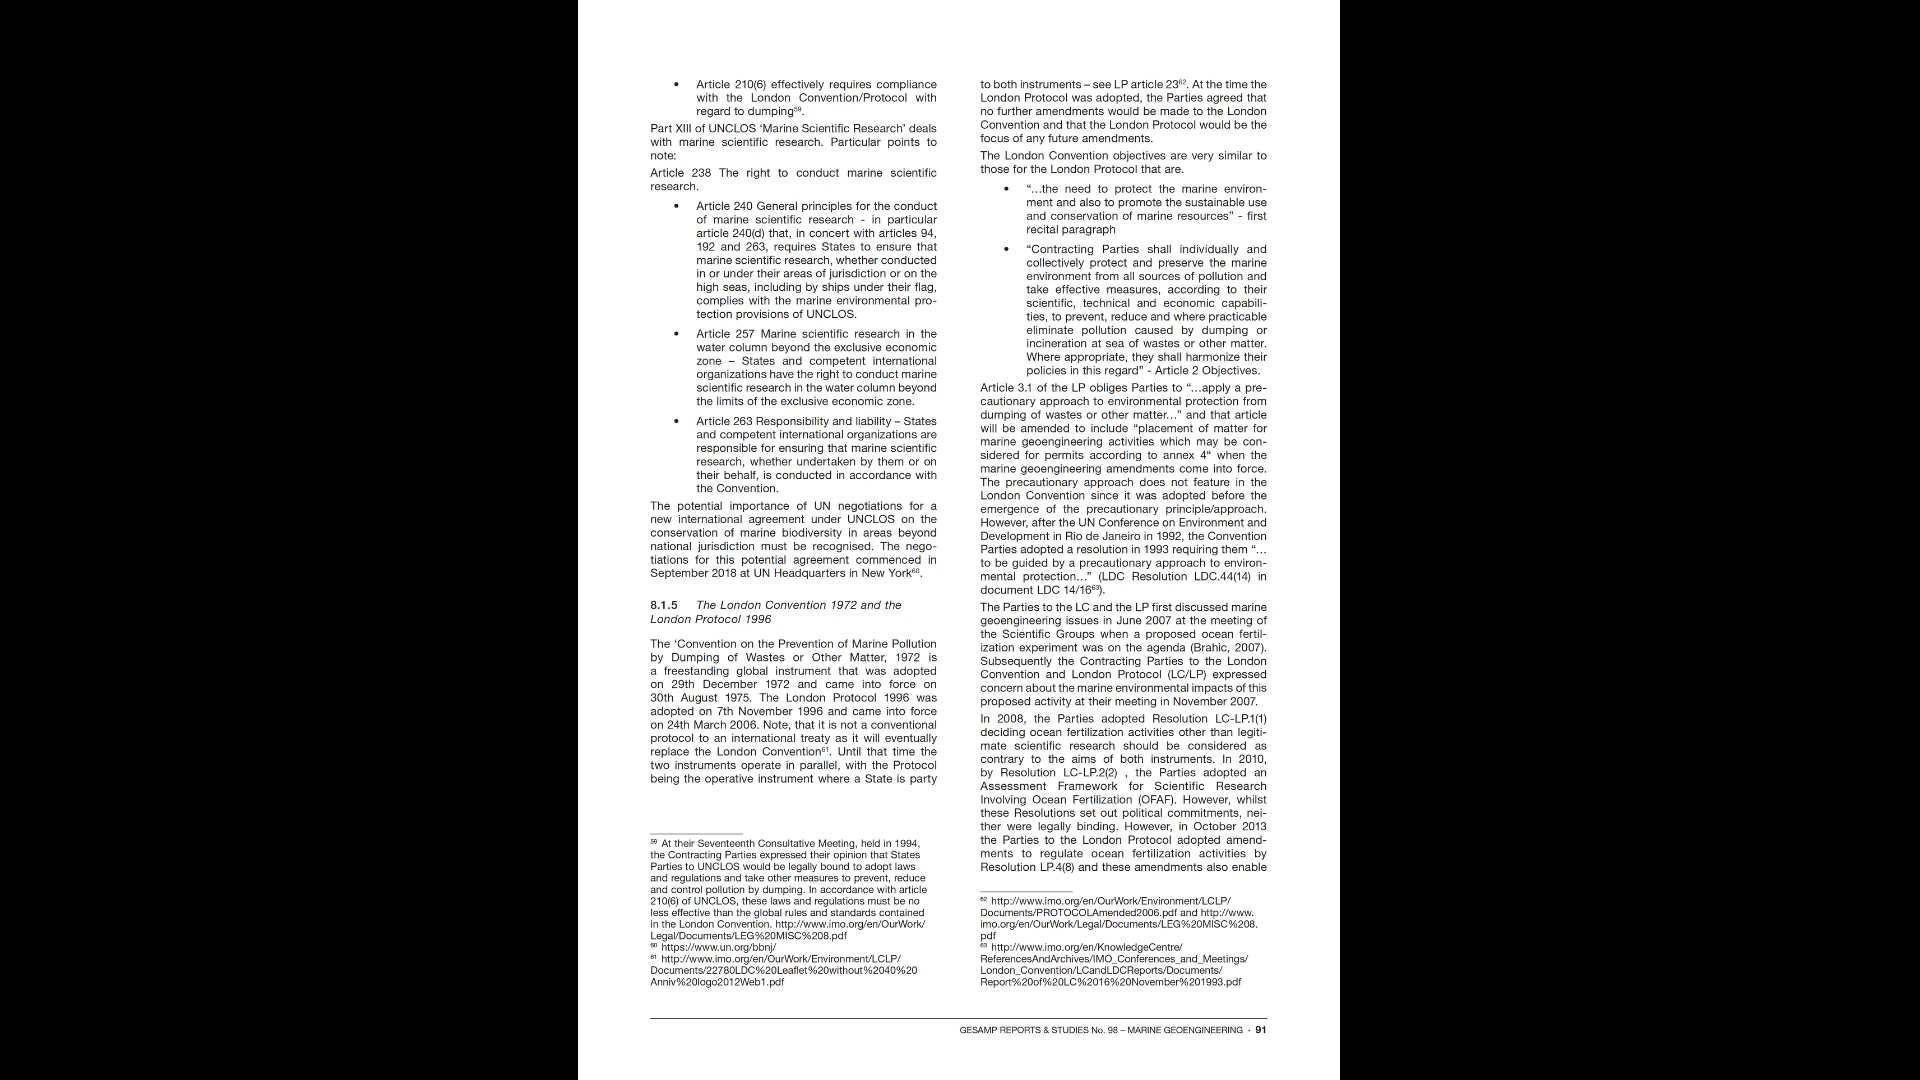 • Article 210(6) effectively requires compliance
with the London Convention/Protocol with
regard to dumping⁵⁹.
Part XIII of UNCLOS ‘Marine Scientific Research’ deals
with marine scientific research. Particular points to
note:
Article 238 The right to conduct marine scientific
research.
• Article 240 General principles for the conduct
of marine scientific research - in particular
article 240(d) that, in concert with articles 94,
192 and 263, requires States to ensure that
marine scientific research, whether conducted
in or under their areas of jurisdiction or on the
high seas, including by ships under their flag,
complies with the marine environmental pro-
tection provisions of UNCLOS.
• Article 257 Marine scientific research in the
water column beyond the exclusive economic
zone – States and competent international
organizations have the right to conduct marine
scientific research in the water column beyond
the limits of the exclusive economic zone.
• Article 263 Responsibility and liability – States
and competent international organizations are
responsible for ensuring that marine scientific
research, whether undertaken by them or on
their behalf, is conducted in accordance with
the Convention.
The potential importance of UN negotiations for a
new international agreement under UNCLOS on the
conservation of marine biodiversity in areas beyond
national jurisdiction must be recognised. The nego-
tiations for this potential agreement commenced in
September 2018 at UN Headquarters in New York⁶⁰.
8.1.5 The London Convention 1972 and the
London Protocol 1996
The ‘Convention on the Prevention of Marine Pollution
by Dumping of Wastes or Other Matter, 1972 is
a freestanding global instrument that was adopted
on 29th December 1972 and came into force on
30th August 1975. The London Protocol 1996 was
adopted on 7th November 1996 and came into force
on 24th March 2006. Note, that it is not a conventional
protocol to an international treaty as it will eventually
replace the London Convention⁶¹. Until that time the
two instruments operate in parallel, with the Protocol
being the operative instrument where a State is party
⁵⁹ At their Seventeenth Consultative Meeting, held in 1994,
the Contracting Parties expressed their opinion that States
Parties to UNCLOS would be legally bound to adopt laws
and regulations and take other measures to prevent, reduce
and control pollution by dumping. In accordance with article
210(6) of UNCLOS, these laws and regulations must be no
less effective than the global rules and standards contained
in the London Convention. http://www.imo.org/en/OurWork/
Legal/Documents/LEG%20MISC%208.pdf
⁶⁰ https://www.un.org/bbnj/
⁶¹ http://www.imo.org/en/OurWork/Environment/LCLP/
Documents/22780LDC%20Leaflet%20without%2040%20
Anniv%20logo2012Web1.pdf
to both instruments – see LP article 23⁶². At the time the
London Protocol was adopted, the Parties agreed that
no further amendments would be made to the London
Convention and that the London Protocol would be the
focus of any future amendments.
The London Convention objectives are very similar to
those for the London Protocol that are.
• “…the need to protect the marine environ-
ment and also to promote the sustainable use
and conservation of marine resources” - first
recital paragraph
• “Contracting Parties shall individually and
collectively protect and preserve the marine
environment from all sources of pollution and
take effective measures, according to their
scientific, technical and economic capabili-
ties, to prevent, reduce and where practicable
eliminate pollution caused by dumping or
incineration at sea of wastes or other matter.
Where appropriate, they shall harmonize their
policies in this regard” - Article 2 Objectives.
Article 3.1 of the LP obliges Parties to “…apply a pre-
cautionary approach to environmental protection from
dumping of wastes or other matter…” and that article
will be amended to include “placement of matter for
marine geoengineering activities which may be con-
sidered for permits according to annex 4“ when the
marine geoengineering amendments come into force.
The precautionary approach does not feature in the
London Convention since it was adopted before the
emergence of the precautionary principle/approach.
However, after the UN Conference on Environment and
Development in Rio de Janeiro in 1992, the Convention
Parties adopted a resolution in 1993 requiring them “…
to be guided by a precautionary approach to environ-
mental protection…” (LDC Resolution LDC.44(14) in
document LDC 14/16⁶³).
The Parties to the LC and the LP first discussed marine
geoengineering issues in June 2007 at the meeting of
the Scientific Groups when a proposed ocean fertil-
ization experiment was on the agenda (Brahic, 2007).
Subsequently the Contracting Parties to the London
Convention and London Protocol (LC/LP) expressed
concern about the marine environmental impacts of this
proposed activity at their meeting in November 2007.
In 2008, the Parties adopted Resolution LC-LP.1(1)
deciding ocean fertilization activities other than legiti-
mate scientific research should be considered as
contrary to the aims of both instruments. In 2010,
by Resolution LC-LP.2(2) , the Parties adopted an
Assessment Framework for Scientific Research
Involving Ocean Fertilization (OFAF). However, whilst
these Resolutions set out political commitments, nei-
ther were legally binding. However, in October 2013
the Parties to the London Protocol adopted amend-
ments to regulate ocean fertilization activities by
Resolution LP.4(8) and these amendments also enable
⁶² http://www.imo.org/en/OurWork/Environment/LCLP/
Documents/PROTOCOLAmended2006.pdf and http://www.
imo.org/en/OurWork/Legal/Documents/LEG%20MISC%208.
pdf
⁶³ http://www.imo.org/en/KnowledgeCentre/
ReferencesAndArchives/IMO_Conferences_and_Meetings/
London_Convention/LCandLDCReports/Documents/
Report%20of%20LC%2016%20November%201993.pdf
GESAMP REPORTS & STUDIES No. 98 – MARINE GEOENGINEERING · 91